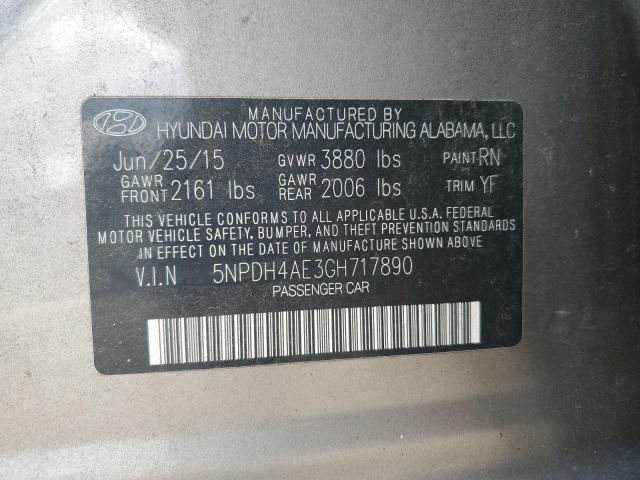 MANUFACTURED BY
HYUNDAI MOTOR MANUFACTURING ALABAMA, LLC
Jun/25/15 GVWR 3880 lbs PAINT RN
GAWR FRONT 2161 lbs GAWR REAR 2006 lbs TRIM YF
THIS VEHICLE CONFORMS TO ALL APPLICABLE U.S.A. FEDERAL
MOTOR VEHICLE SAFETY, BUMPER, AND THEFT PREVENTION STANDARDS
IN EFFECT ON THE DATE OF MANUFACTURE SHOWN ABOVE.
V.I.N 5NPDH4AE3GH717890
PASSENGER CAR